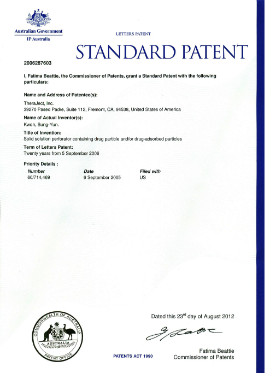 Australian Government
IP Australia
LETTERS PATENT
STANDARD PATENT
2006287603
I, Fatima Beattie, the Commissioner of Patents, grant a Standard Patent with the following
particulars:
Name and Address of Patentee(s):
TheraJect, Inc.
39270 Paseo Padre, Suite 112, Fremont, CA, 94538, United States of America
Name of Actual Inventor(s):
Kwon, Sung-Yun.
Title of Invention:
Solid solution perforator containing drug particle and/or drug-adsorbed particles
Term of Letters Patent:
Twenty years from 5 September 2006
Priority Details :
Number Date Filed with
September 2005 US
Dated this 23rd day of August 2012
Fatima Beattie
Commissioner of Patents
PATENTS ACT 1990